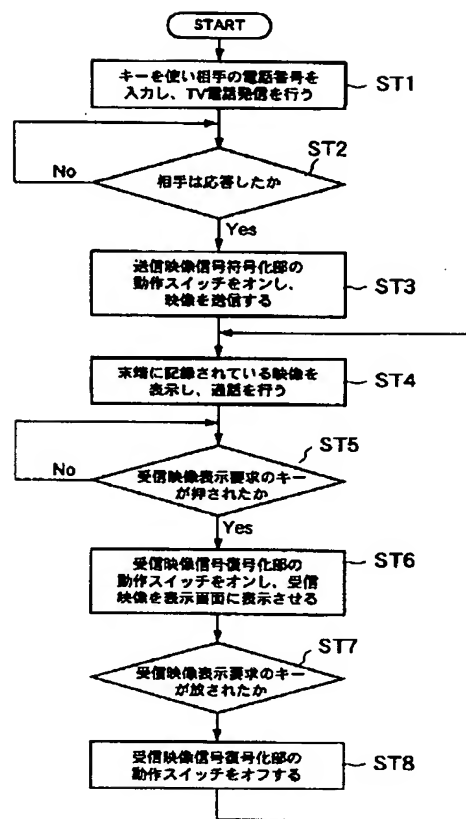 START
キーを使い相手の電話番号を
入力し、TV電話発信を行う
ST1
ST2
No
相手は応答したか
Yes
送信映像信号符号化部の
動作スイッチをオンし、
映像を送信する
ST3
末端に記録されている映像を
表示し、通話を行う
ST4
ST5
No
受信映像表示要求のキー
が押されたか
Yes
受信映像信号復号化部の
動作スイッチをオンし、受信
映像を表示画面に表示させる
ST6
ST7
受信映像表示要求のキー
が放されたか
受信映像信号復号化部の
動作スイッチをオフする
ST8